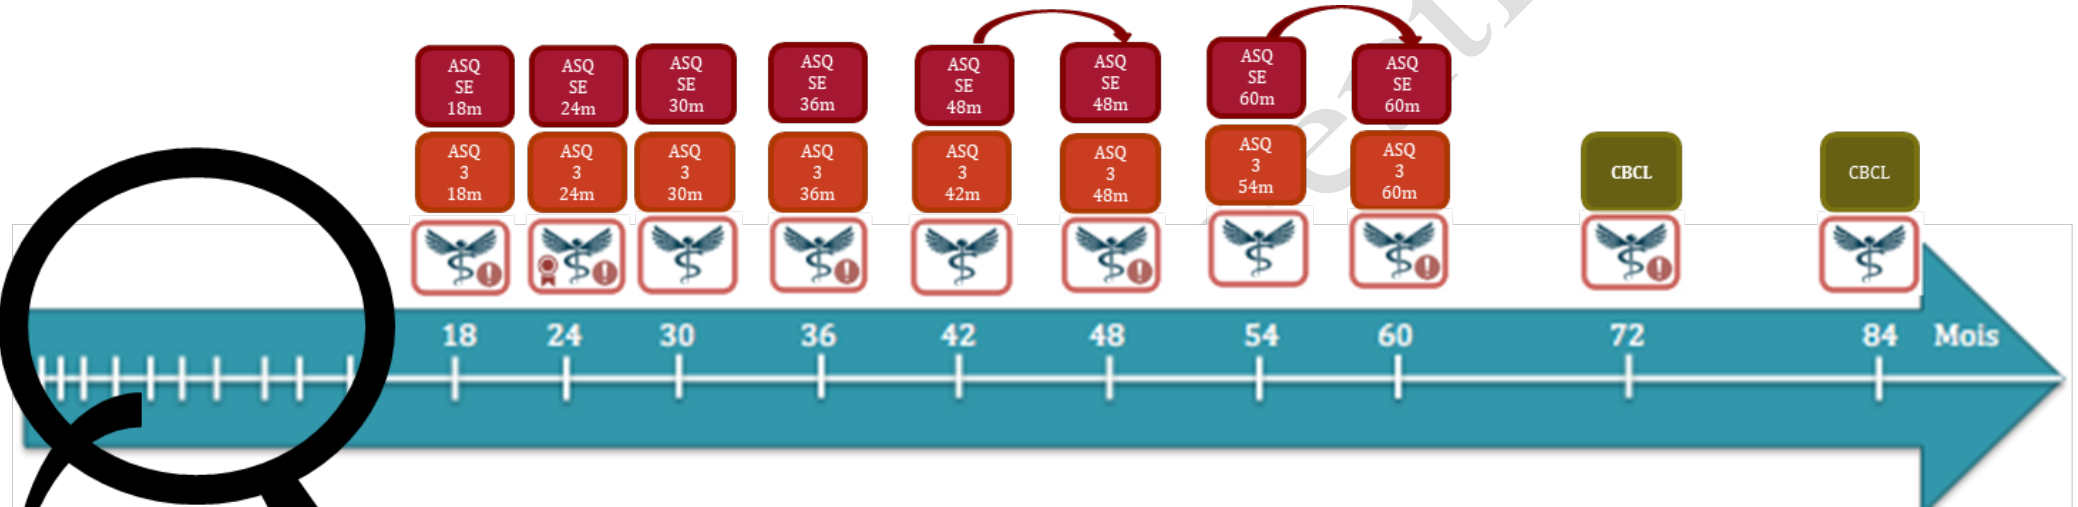 ASQ
SE
18m
ASQ
SE
24m
ASQ
SE
30m
ASQ
SE
36m
ASQ
SE
48m
ASQ
SE
48m
ASQ
SE
60m
ASQ
SE
60m
ASQ
3
18m
ASQ
3
24m
ASQ
3
30m
ASQ
3
36m
ASQ
3
42m
ASQ
3
48m
ASQ
3
54m
ASQ
3
60m
CBCL
CBCL
18 24 30 36 42 48 54 60 72 84 Mois